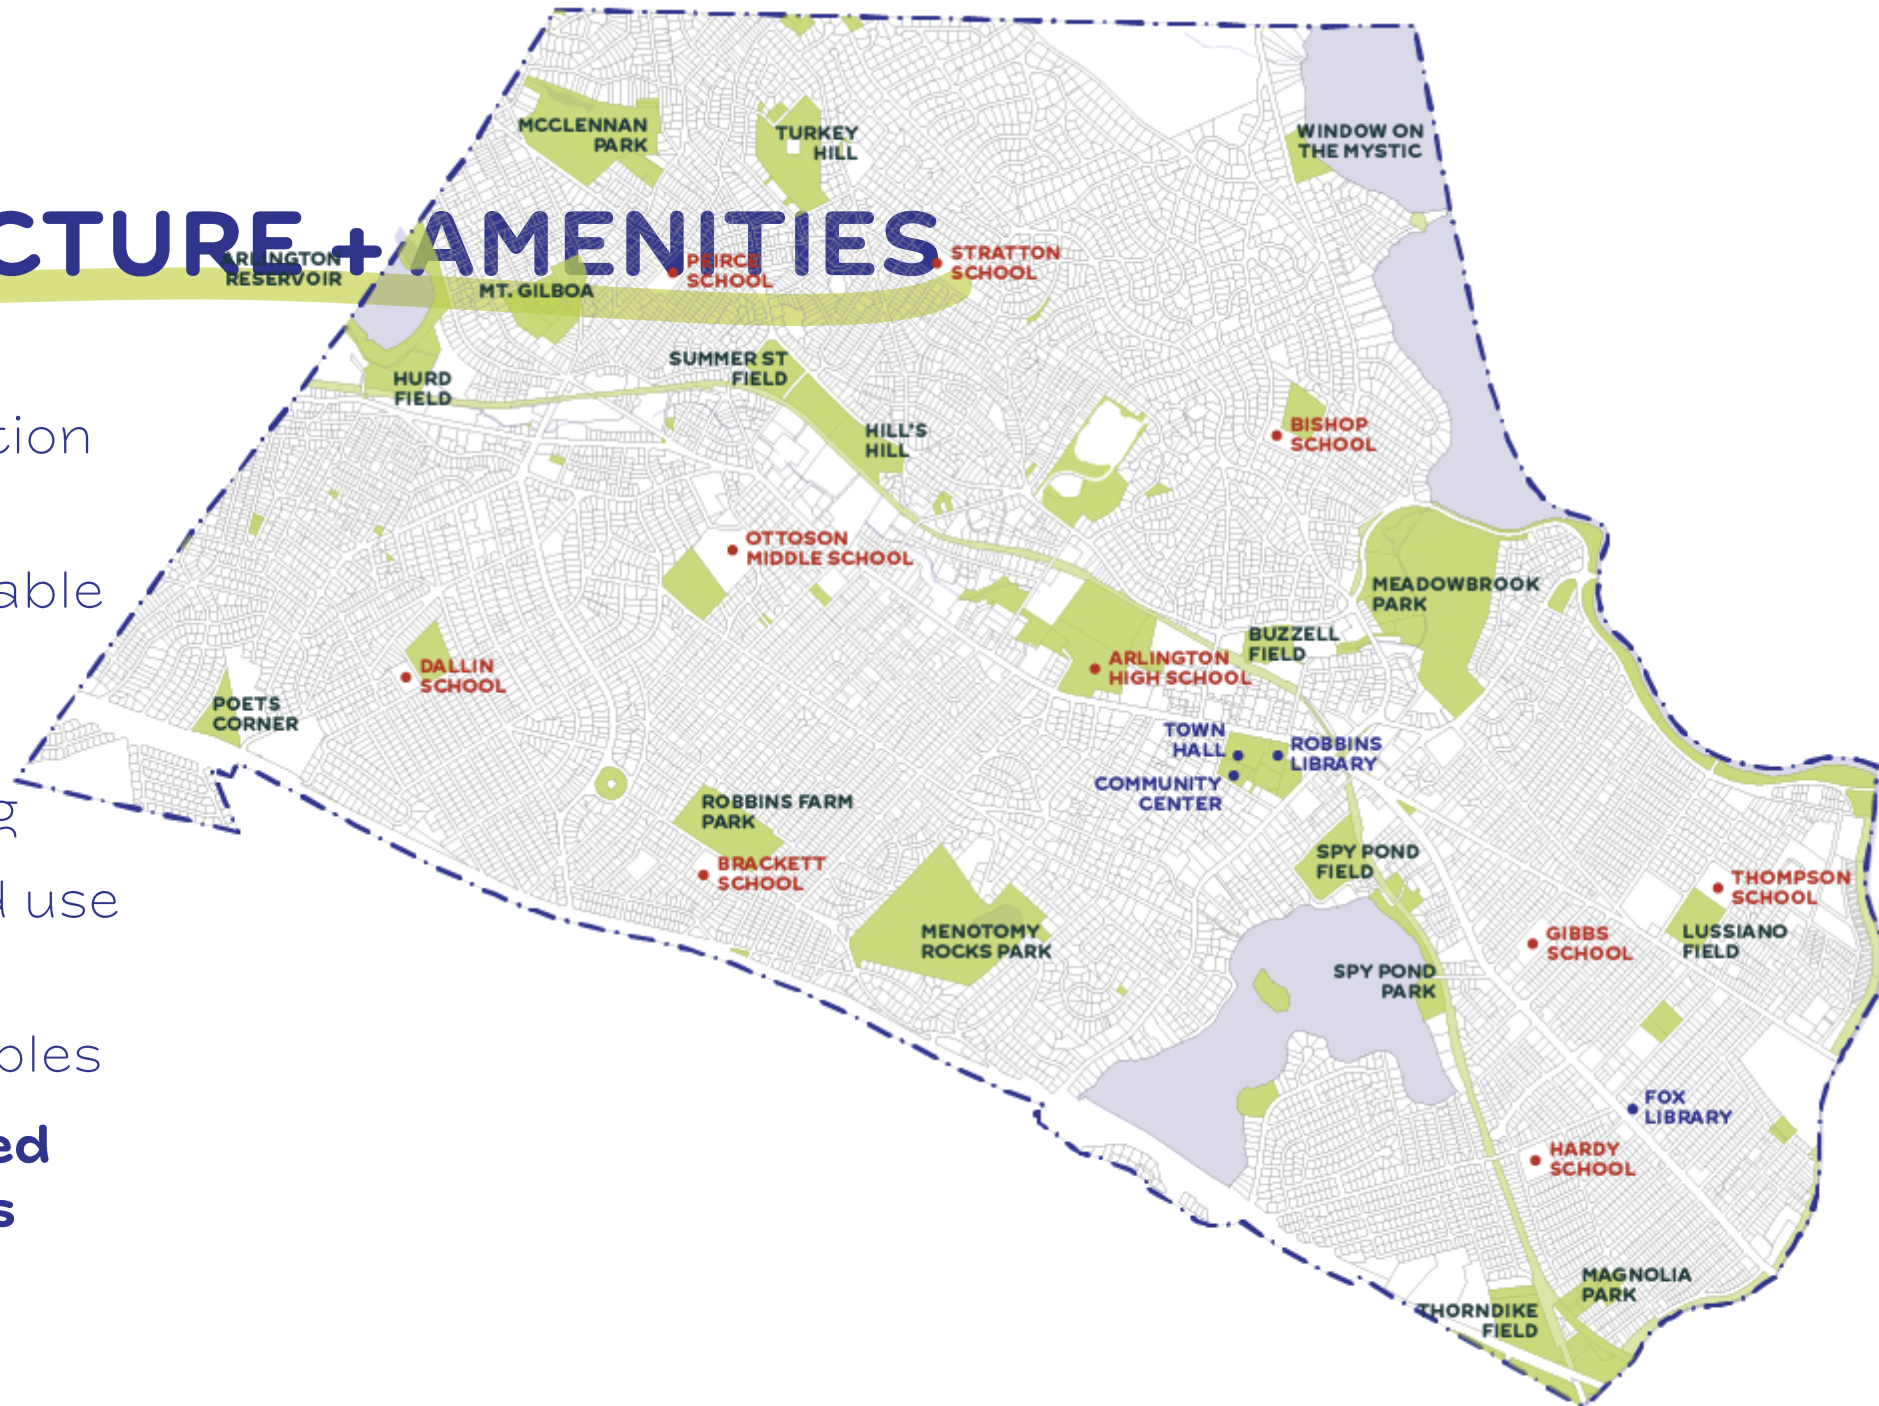 MCCLENNAN
PARK
TURKEY
HILL
WINDOW ON
THE MYSTIC
CTURE + AMENITIES
ARLINGTON
RESERVOIR
MT. GILBOA
PEIRCE
SCHOOL
STRATTON
SCHOOL
SUMMER ST
FIELD
HURD
FIELD
HILL'S
HILL
BISHOP
SCHOOL
tion
OTTOSON
MIDDLE SCHOOL
able
MEADOWBROOK
PARK
BUZZELL
FIELD
ARLINGTON
HIGH SCHOOL
DALLIN
SCHOOL
POETS
CORNER
TOWN
HALL
ROBBINS
LIBRARY
COMMUNITY
CENTER
g
ROBBINS FARM
PARK
BRACKETT
SCHOOL
SPY POND
FIELD
THOMPSON
SCHOOL
d use
MENOTOMY
ROCKS PARK
GIBBS
SCHOOL
LUSSIANO
FIELD
SPY POND
PARK
ples
FOX
LIBRARY
ed
HARDY
SCHOOL
s
MAGNOLIA
PARK
THORNDIKE
FIELD